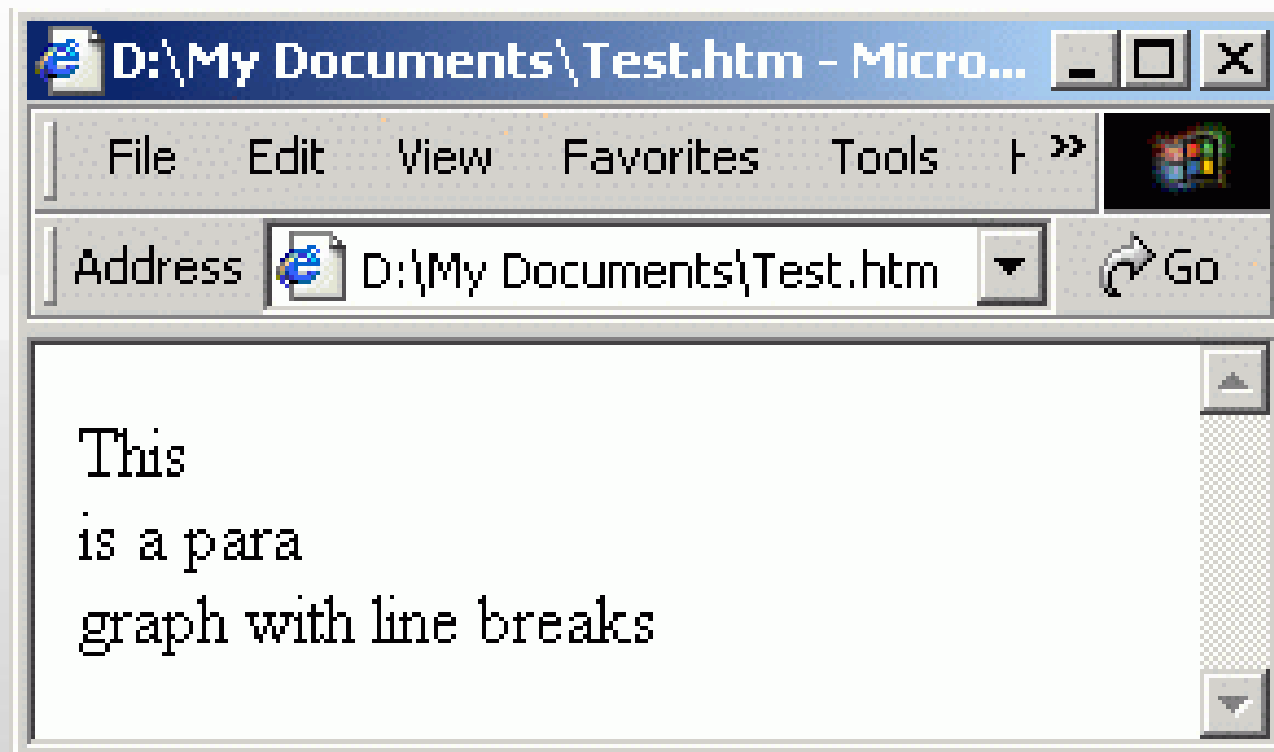 D:\My Documents\Test.htm - Micro...
File Edit View Favorites Tools »
Address D:\My Documents\Test.htm Go
This
is a para
graph with line breaks